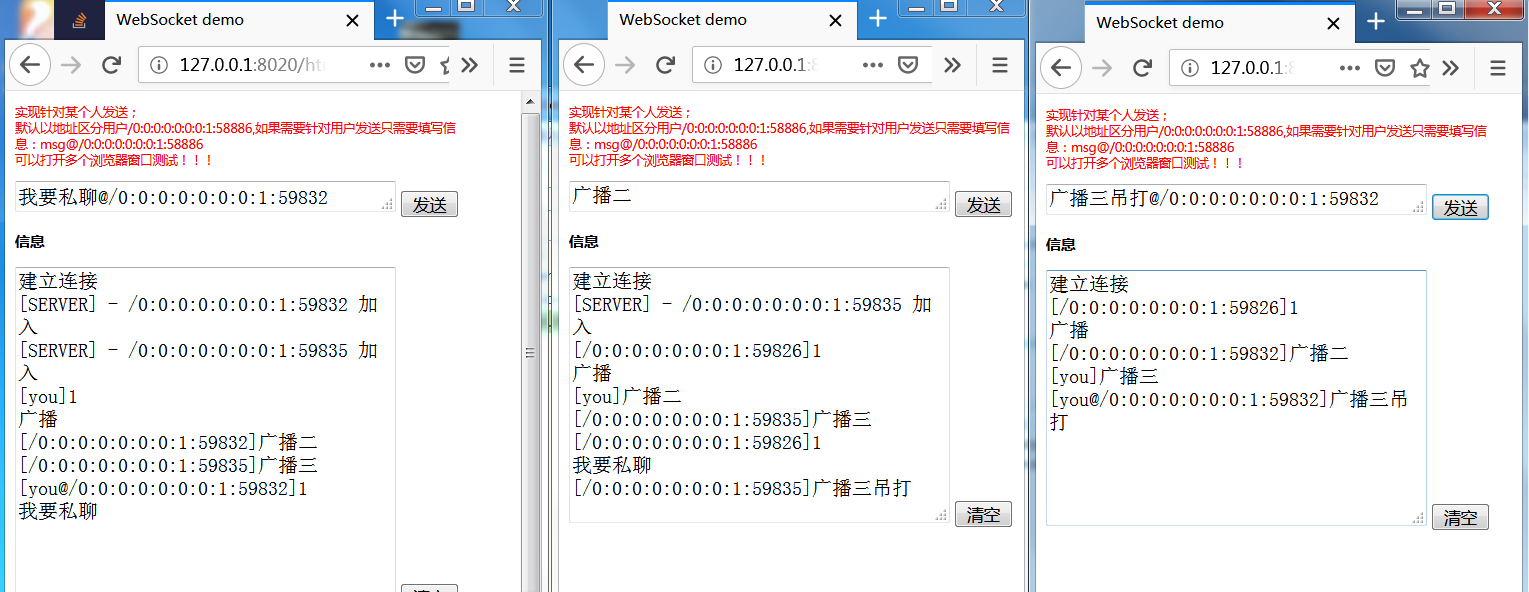 WebSocket demo
127.0.0.1:8020/ht
实现针对某个人发送；
默认以地址区分用户/0:0:0:0:0:0:0:1:58886,如果需要针对用户发送只需要填写信
息：msg@/0:0:0:0:0:0:0:1:58886
可以打开多个浏览器窗口测试！！！
我要私聊@/0:0:0:0:0:0:0:1:59832
发送
信息
建立连接
[SERVER] - /0:0:0:0:0:0:0:1:59832 加
入
[SERVER] - /0:0:0:0:0:0:0:1:59835 加
入
[you]1
广播
[/0:0:0:0:0:0:0:1:59832]广播二
[/0:0:0:0:0:0:0:1:59835]广播三
[you@/0:0:0:0:0:0:0:1:59832]1
我要私聊
WebSocket demo
127.0.0.1:8
实现针对某个人发送；
默认以地址区分用户/0:0:0:0:0:0:0:1:58886,如果需要针对用户发送只需要填写信
息：msg@/0:0:0:0:0:0:0:1:58886
可以打开多个浏览器窗口测试！！！
广播二
发送
信息
建立连接
[SERVER] - /0:0:0:0:0:0:0:1:59835 加
入
[/0:0:0:0:0:0:0:1:59826]1
广播
[you]广播二
[/0:0:0:0:0:0:0:1:59835]广播三
[/0:0:0:0:0:0:0:1:59826]1
我要私聊
[/0:0:0:0:0:0:0:1:59835]广播三吊打
清空
WebSocket demo
127.0.0.1:8
实现针对某个人发送；
默认以地址区分用户/0:0:0:0:0:0:0:1:58886,如果需要针对用户发送只需要填写信
息：msg@/0:0:0:0:0:0:0:1:58886
可以打开多个浏览器窗口测试！！！
广播三吊打@/0:0:0:0:0:0:0:1:59832
发送
信息
建立连接
[/0:0:0:0:0:0:0:1:59826]1
广播
[/0:0:0:0:0:0:0:1:59832]广播二
[you]广播三
[you@/0:0:0:0:0:0:0:1:59832]广播三吊
打
清空